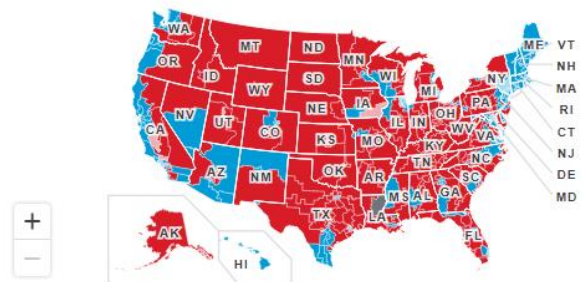 WA
ME
VT
MT
ND
OR
MN
NH
ID
SD
WI
NY
MA
WY
MI
RI
IA
PA
NE
NV
OH
CT
UT
IL
IN
CO
WV
NJ
CA
KS
MO
VA
KY
DE
NC
TN
MD
AZ
OK
NM
AR
SC
MS
AL
GA
TX
LA
+
FL
AK
−
HI